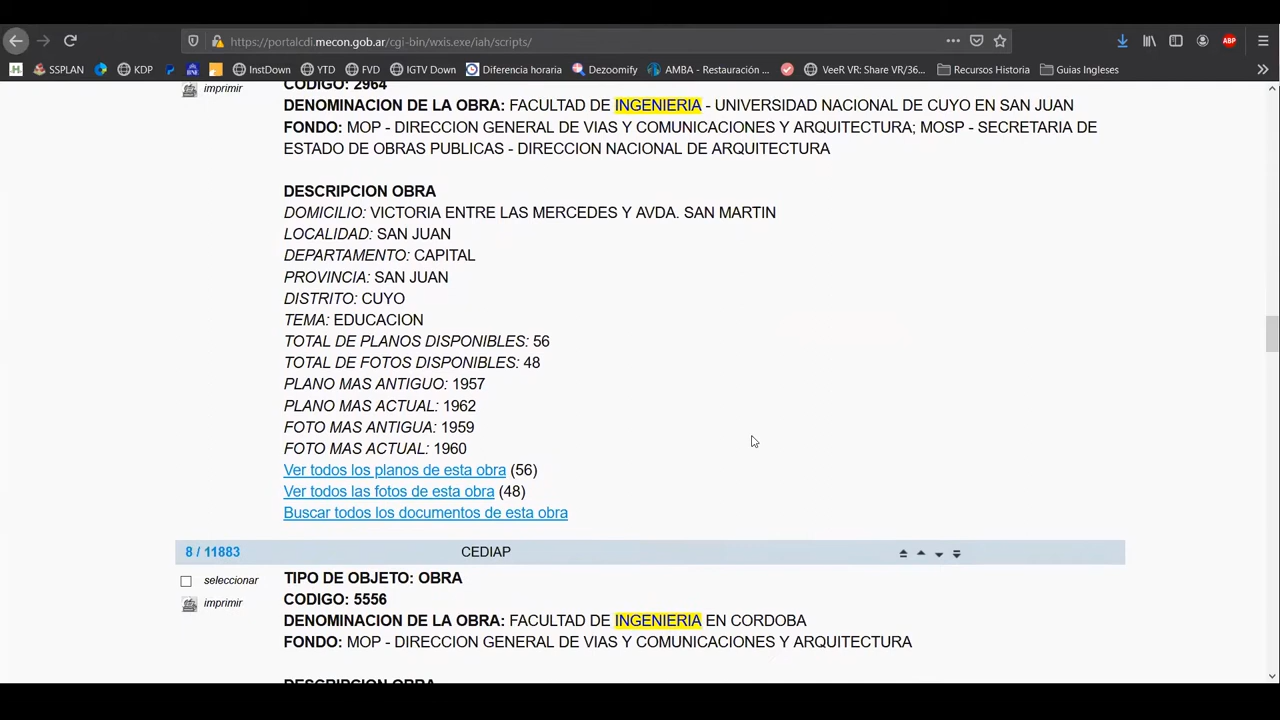 https://portalcdi.mecon.gob.ar/cgi-bin/wxis.exe/iah/scripts/
ABP
H SSPLAN KDP InstDown YTD FVD IGTV Down Diferencia horaria Dezoomify AMBA - Restauración ... VeeR VR: Share VR/36... Recursos Historia Guias Ingleses
CODIGO: 2964
imprimir
DENOMINACION DE LA OBRA: FACULTAD DE INGENIERIA - UNIVERSIDAD NACIONAL DE CUYO EN SAN JUAN
FONDO: MOP - DIRECCION GENERAL DE VIAS Y COMUNICACIONES Y ARQUITECTURA; MOSP - SECRETARIA DE
ESTADO DE OBRAS PUBLICAS - DIRECCION NACIONAL DE ARQUITECTURA
DESCRIPCION OBRA
DOMICILIO: VICTORIA ENTRE LAS MERCEDES Y AVDA. SAN MARTIN
LOCALIDAD: SAN JUAN
DEPARTAMENTO: CAPITAL
PROVINCIA: SAN JUAN
DISTRITO: CUYO
TEMA: EDUCACION
TOTAL DE PLANOS DISPONIBLES: 56
TOTAL DE FOTOS DISPONIBLES: 48
PLANO MAS ANTIGUO: 1957
PLANO MAS ACTUAL: 1962
FOTO MAS ANTIGUA: 1959
FOTO MAS ACTUAL: 1960
Ver todos los planos de esta obra (56)
Ver todos las fotos de esta obra (48)
Buscar todos los documentos de esta obra
8 / 11883 CEDIAP
seleccionar TIPO DE OBJETO: OBRA
imprimir CODIGO: 5556
DENOMINACION DE LA OBRA: FACULTAD DE INGENIERIA EN CORDOBA
FONDO: MOP - DIRECCION GENERAL DE VIAS Y COMUNICACIONES Y ARQUITECTURA
DESCRIPCION OBRA